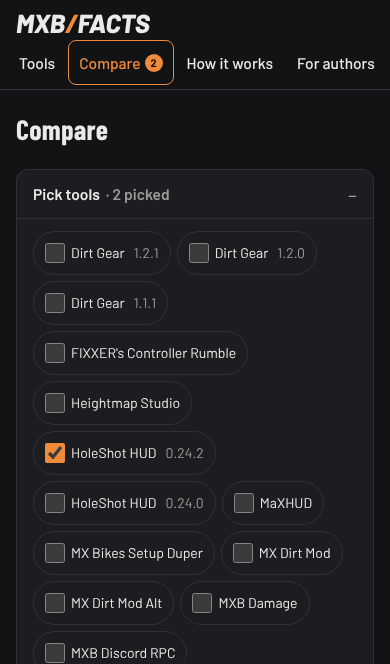 MXB/FACTS
Tools Compare 2 How it works For authors
Compare
Pick tools · 2 picked –
Dirt Gear 1.2.1 Dirt Gear 1.2.0
Dirt Gear 1.1.1
FIXXER's Controller Rumble
Heightmap Studio
HoleShot HUD 0.24.2
HoleShot HUD 0.24.0 MaXHUD
MX Bikes Setup Duper MX Dirt Mod
MX Dirt Mod Alt MXB Damage
MXB Discord RPC